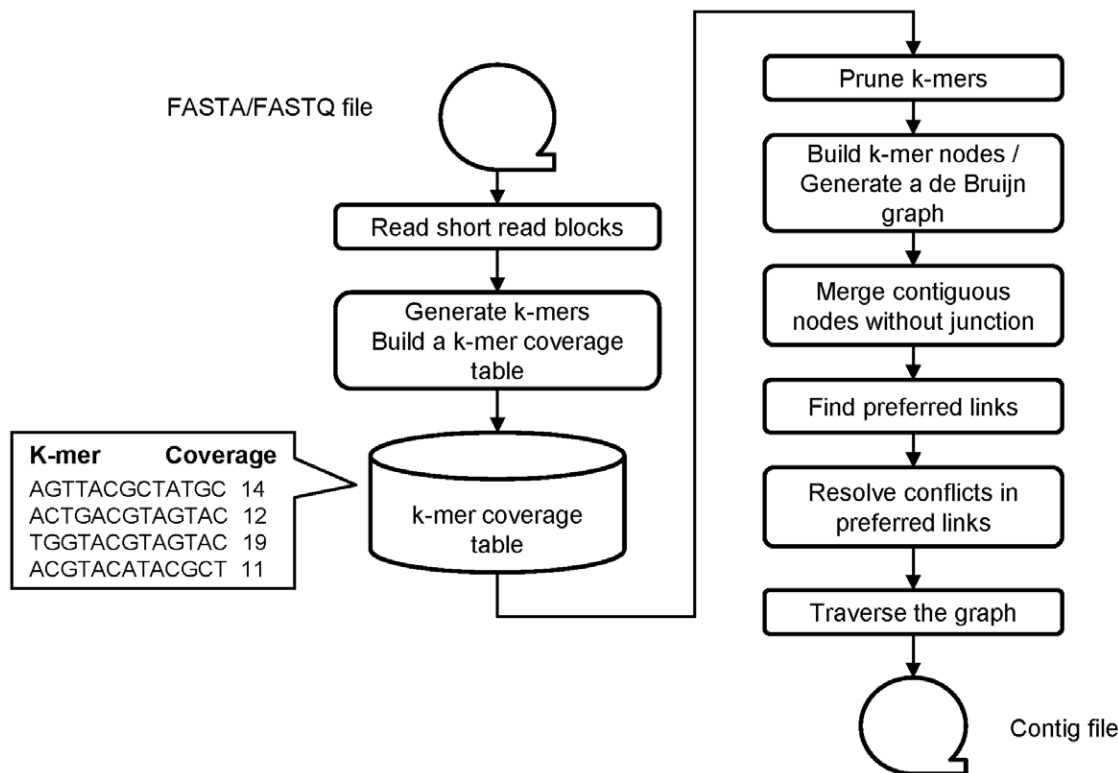 FASTA/FASTQ file
Read short read blocks
Generate k-mers
Build a k-mer coverage
table
K-mer Coverage
AGTTACGCTATGC 14
ACTGACGTAGTAC 12
TGGTACGTAGTAC 19
ACGTACATACGCT 11
k-mer coverage
table
Prune k-mers
Build k-mer nodes /
Generate a de Bruijn
graph
Merge contiguous
nodes without junction
Find preferred links
Resolve conflicts in
preferred links
Traverse the graph
Contig file